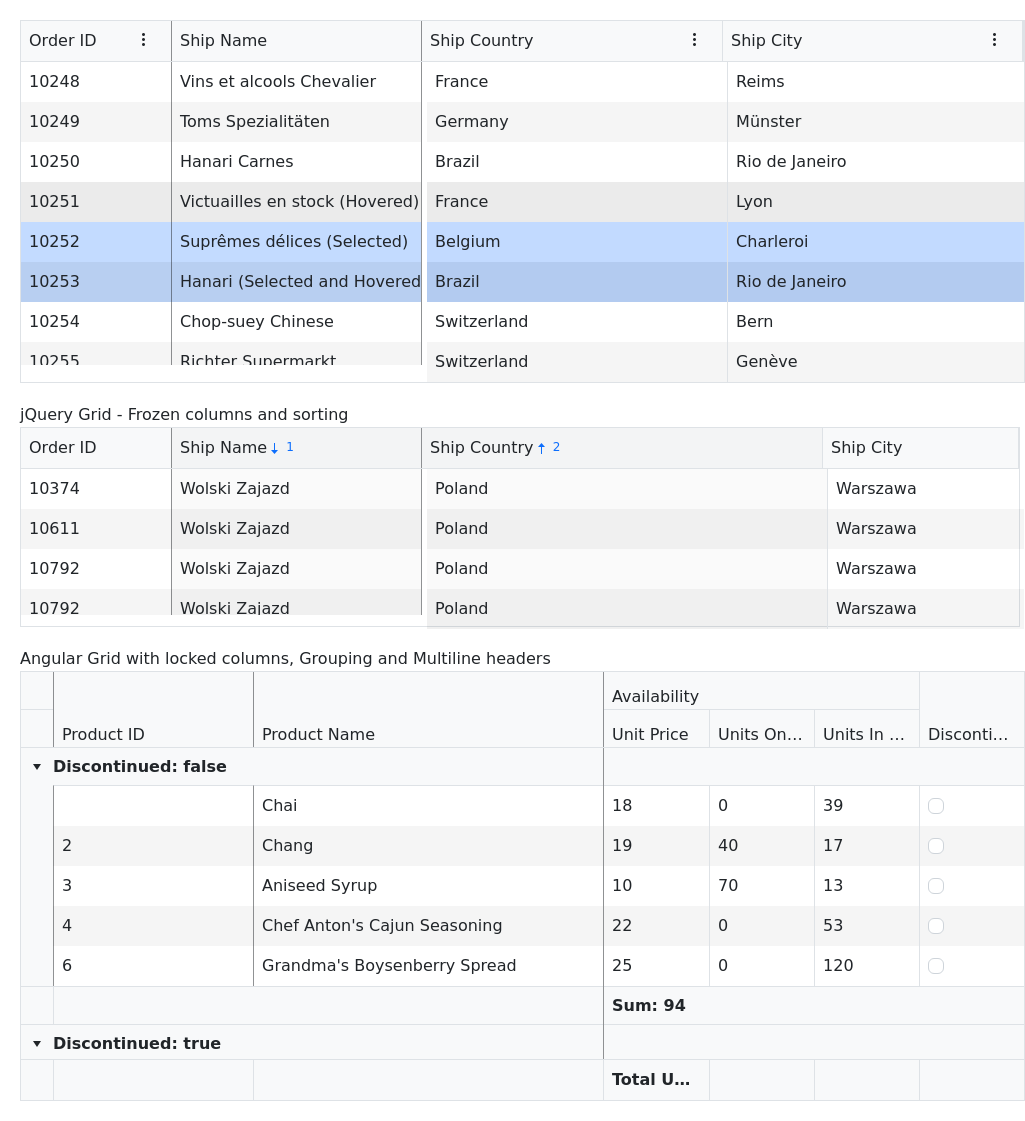 Order ID Ship Name Ship Country Ship City
10248 Vins et alcools Chevalier France Reims
10249 Toms Spezialitäten Germany Münster
10250 Hanari Carnes Brazil Rio de Janeiro
10251 Victuailles en stock (Hovered) France Lyon
10252 Suprêmes délices (Selected) Belgium Charleroi
10253 Hanari (Selected and Hovered Brazil Rio de Janeiro
10254 Chop-suey Chinese Switzerland Bern
10255 Richter Supermarkt Switzerland Genève
jQuery Grid - Frozen columns and sorting
Order ID Ship Name 1 Ship Country 2 Ship City
10374 Wolski Zajazd Poland Warszawa
10611 Wolski Zajazd Poland Warszawa
10792 Wolski Zajazd Poland Warszawa
10792 Wolski Zajazd Poland Warszawa
Angular Grid with locked columns, Grouping and Multiline headers
Availability
Product ID Product Name Unit Price Units On... Units In ... Disconti...
Discontinued: false
Chai 18 0 39
2 Chang 19 40 17
3 Aniseed Syrup 10 70 13
4 Chef Anton's Cajun Seasoning 22 0 53
6 Grandma's Boysenberry Spread 25 0 120
Sum: 94
Discontinued: true
Total U...